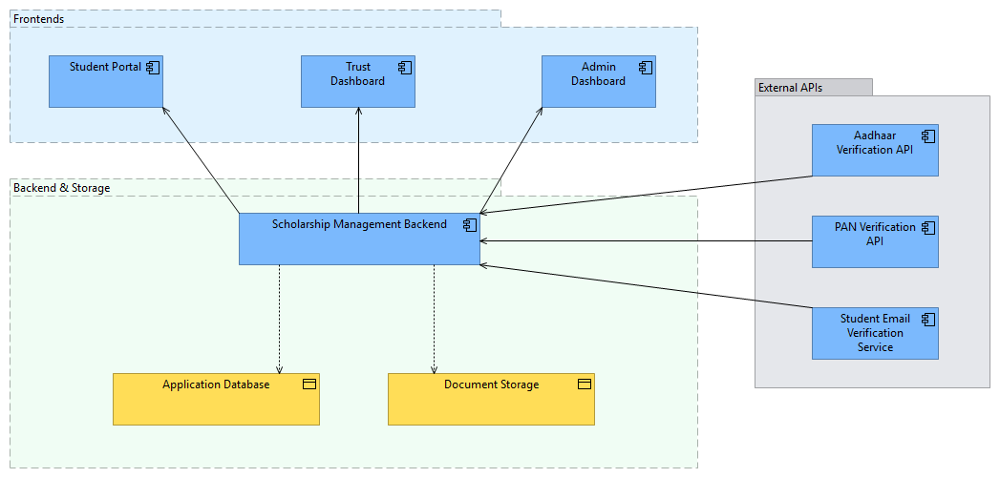 Frontends
Student Portal
Trust
Dashboard
Admin
Dashboard
External APIs
Aadhaar
Verification API
PAN Verification
API
Student Email
Verification
Service
Backend & Storage
Scholarship Management Backend
Application Database
Document Storage